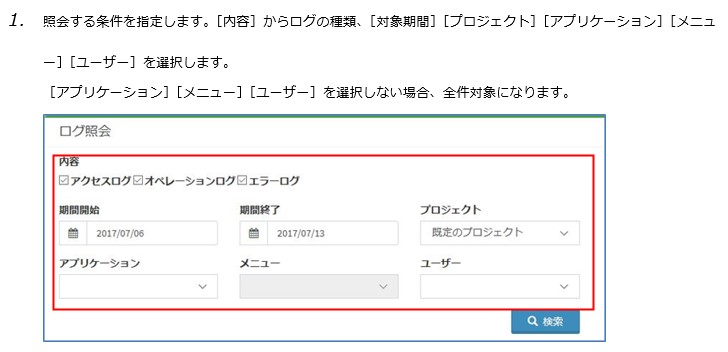 1. 照会する条件を指定します。［内容］からログの種類、［対象期間］［プロジェクト］［アプリケーション］［メニュ
ー］［ユーザー］を選択します。
［アプリケーション］［メニュー］［ユーザー］を選択しない場合、全件対象になります。
ログ照会
内容
アクセスログ オペレーションログ エラーログ
期間開始 期間終了 プロジェクト
2017/07/06 2017/07/13 既定のプロジェクト
アプリケーション メニュー ユーザー
検索